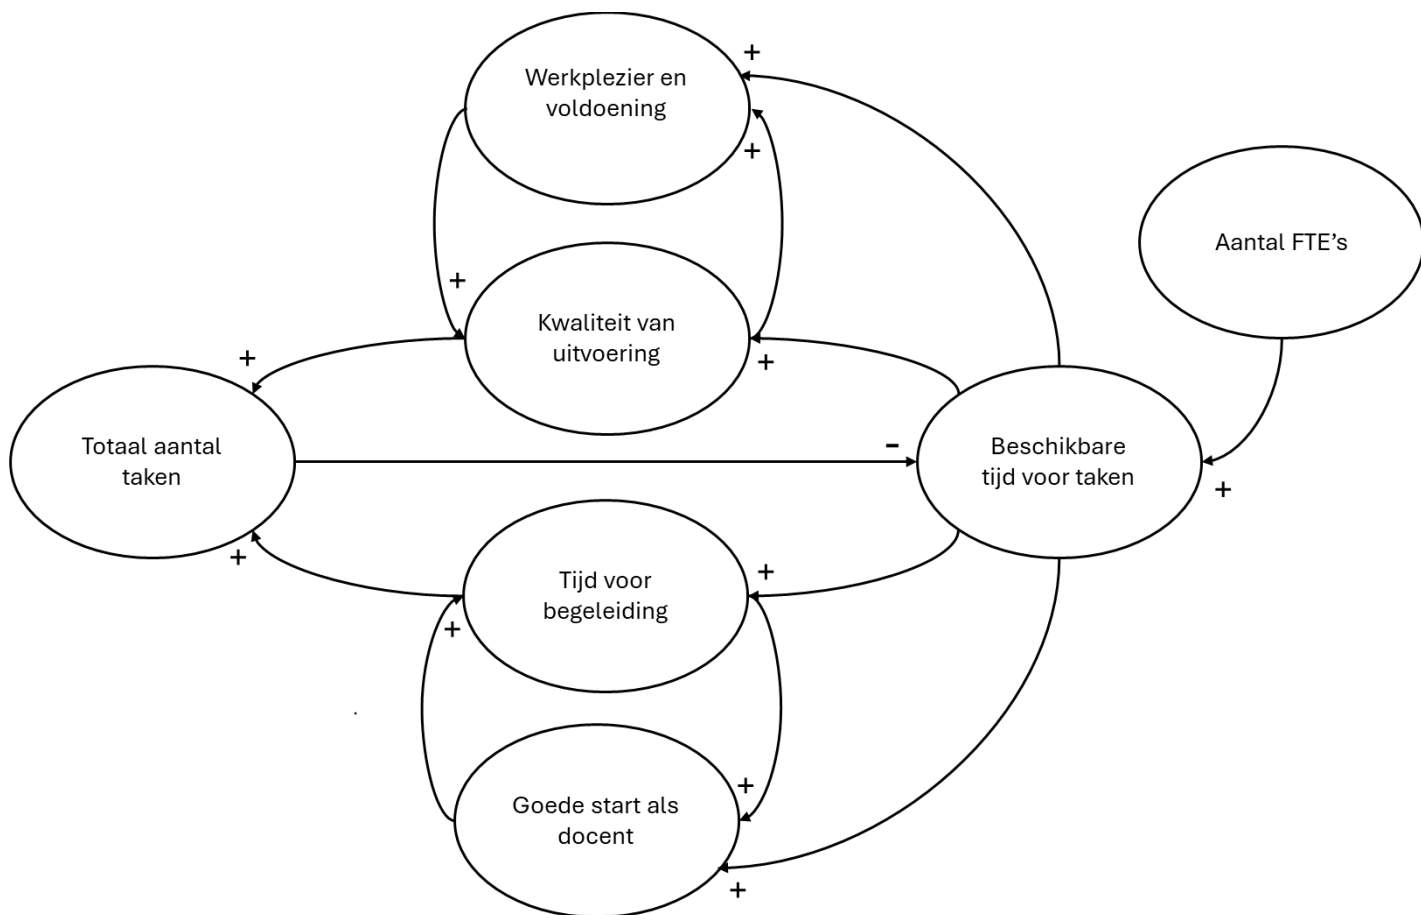 +
Werkplezier en
voldoening
+
Aantal FTE’s
+
Kwaliteit van
uitvoering
+
+
Totaal aantal
taken
-
Beschikbare
tijd voor taken
+
+
Tijd voor
begeleiding
+
+
Goede start als
docent
+
+